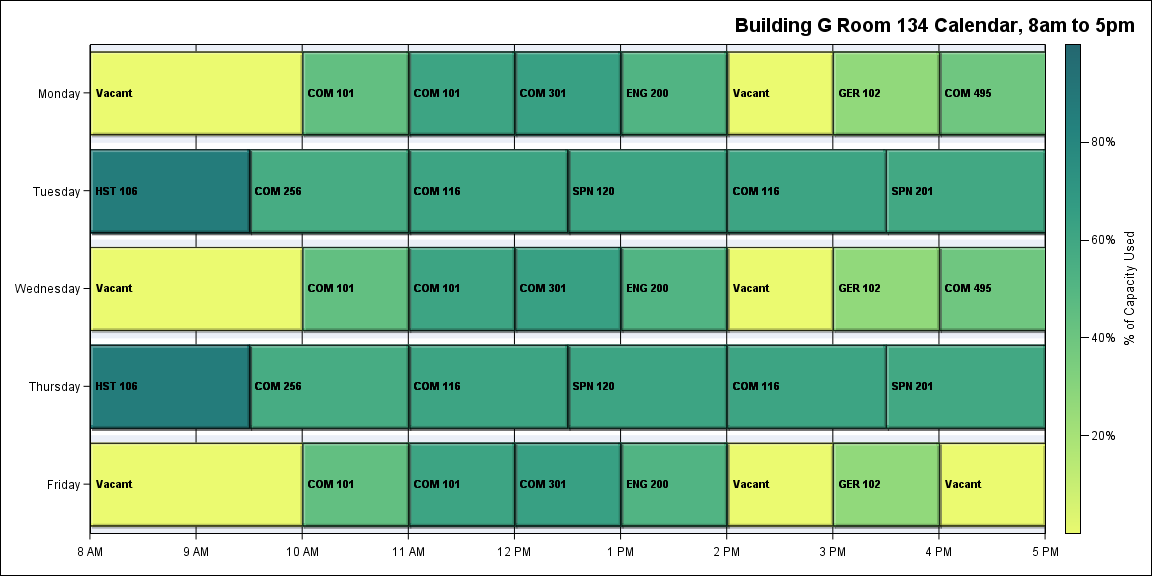 Building G Room 134 Calendar, 8am to 5pm
Monday
Vacant
COM 101
COM 101
COM 301
ENG 200
Vacant
GER 102
COM 495
Tuesday
HST 106
COM 256
COM 116
SPN 120
COM 116
SPN 201
Wednesday
Vacant
COM 101
COM 101
COM 301
ENG 200
Vacant
GER 102
COM 495
Thursday
HST 106
COM 256
COM 116
SPN 120
COM 116
SPN 201
Friday
Vacant
COM 101
COM 101
COM 301
ENG 200
Vacant
GER 102
Vacant
8 AM
9 AM
10 AM
11 AM
12 PM
1 PM
2 PM
3 PM
4 PM
5 PM
80%
60%
40%
20%
% of Capacity Used